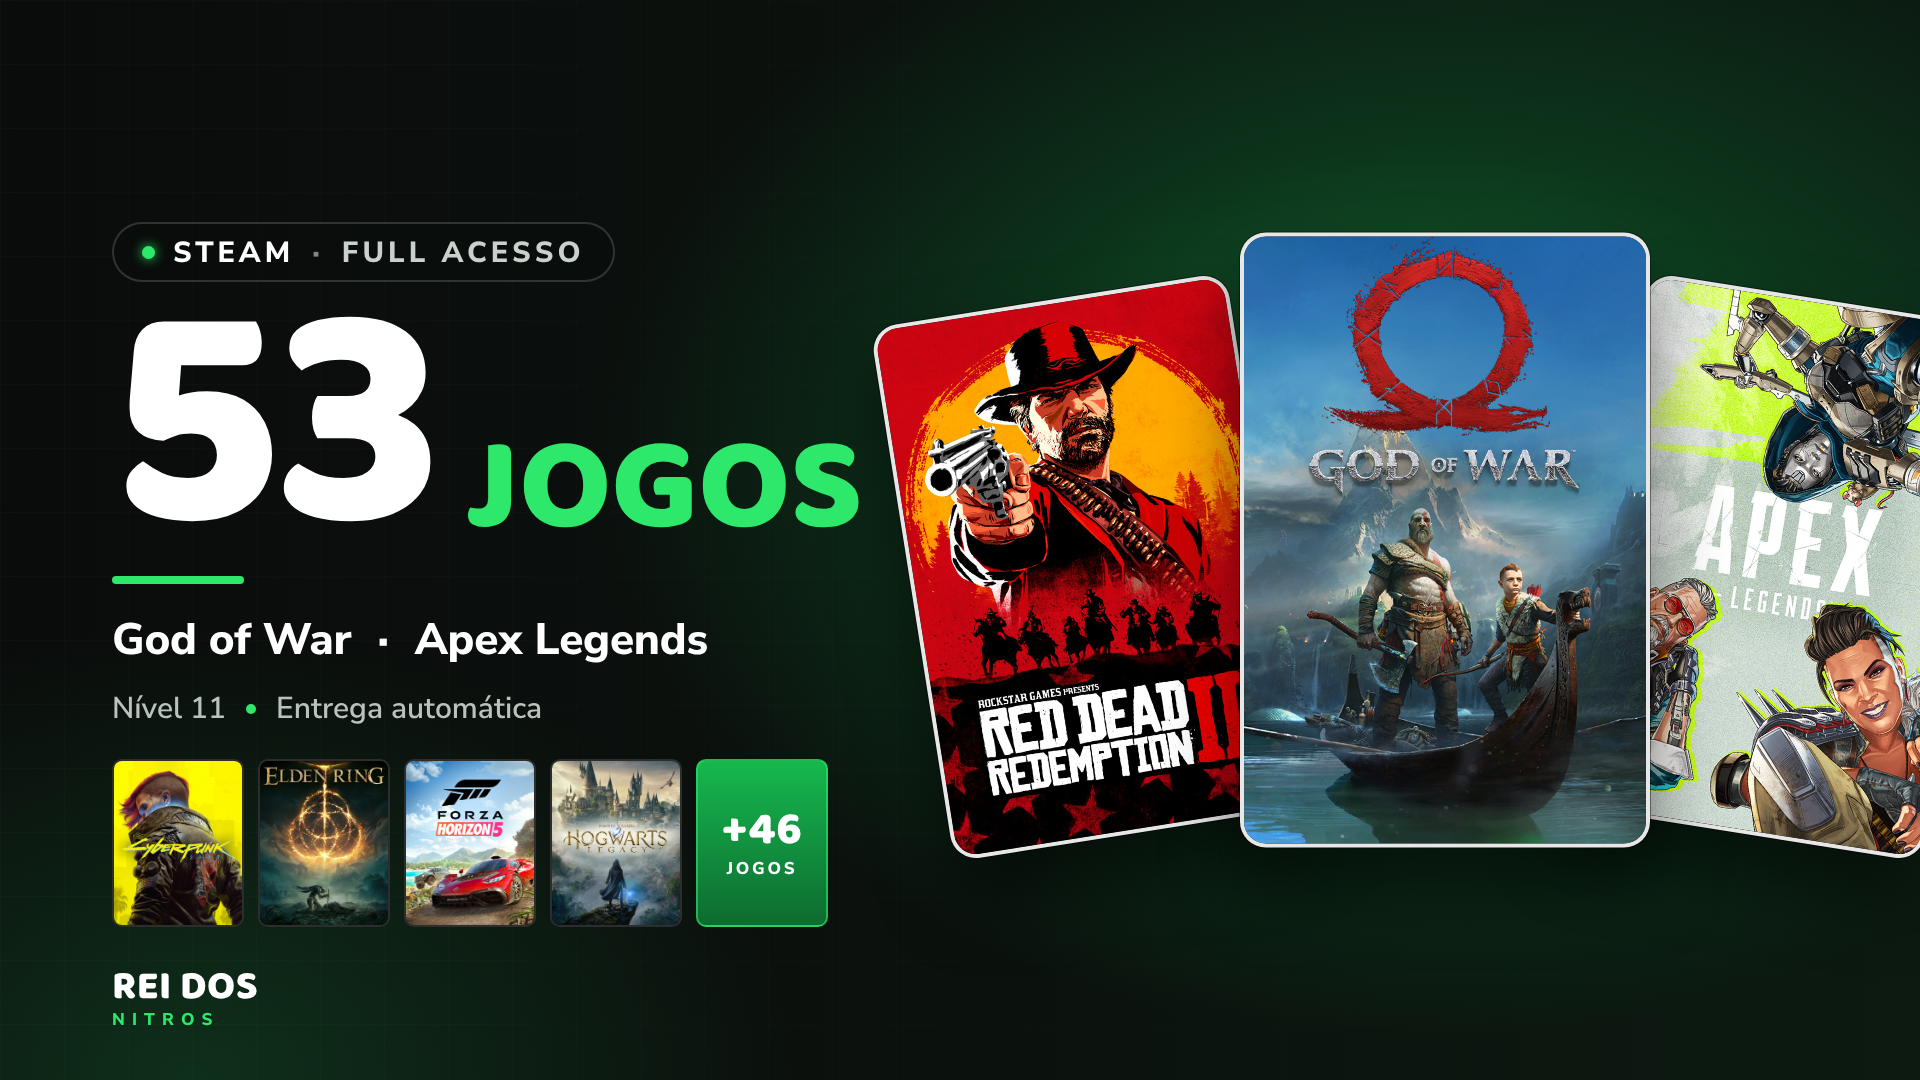 STEAM · FULL ACESSO
53 JOGOS
God of War · Apex Legends
Nível 11 • Entrega automática
CYBERPUNK
ELDEN RING
FORZA
HORIZON 5
HOGWARTS
LEGACY
+46
JOGOS
REI DOS
NITROS
ROCKSTAR GAMES PRESENTS
RED DEAD
REDEMPTION II
GOD OF WAR
APEX
LEGENDS